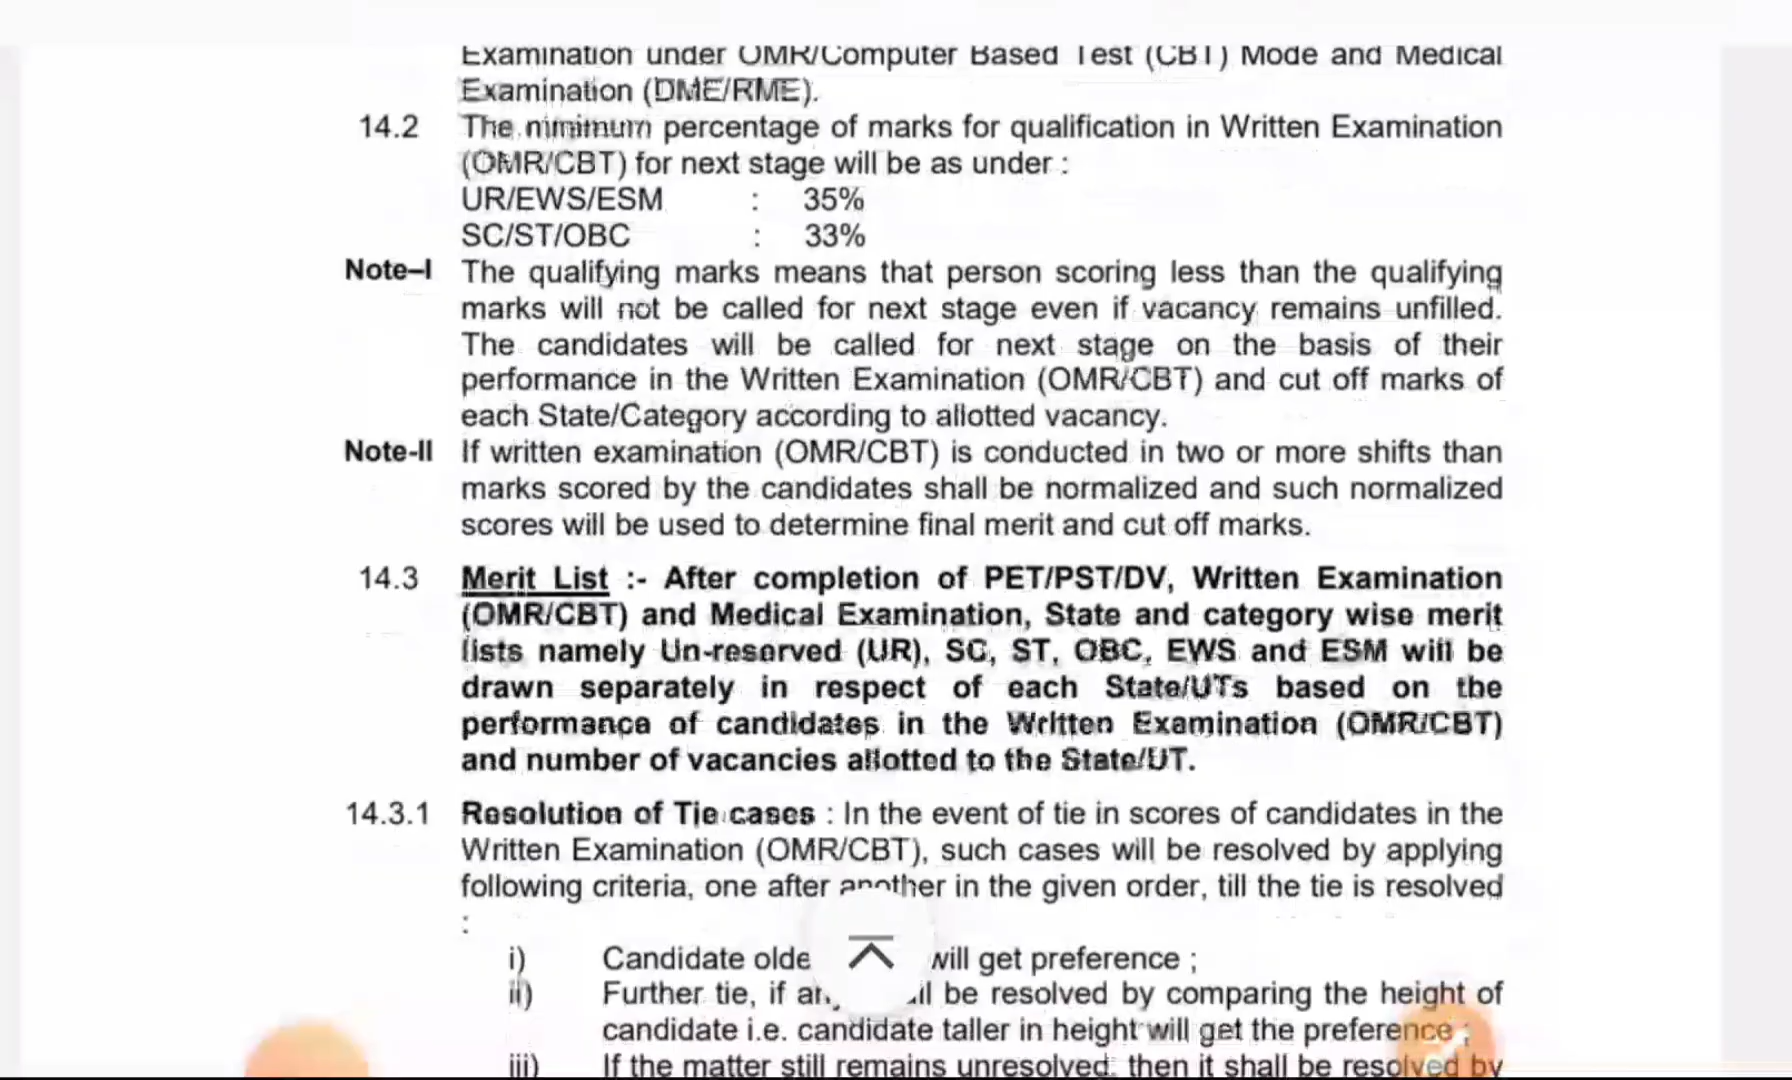 Examination under OMR/Computer Based Test (CBT) Mode and Medical
Examination (DME/RME).
14.2 The minimum percentage of marks for qualification in Written Examination
(OMR/CBT) for next stage will be as under :
UR/EWS/ESM : 35%
SC/ST/OBC : 33%
Note–I The qualifying marks means that person scoring less than the qualifying
marks will not be called for next stage even if vacancy remains unfilled.
The candidates will be called for next stage on the basis of their
performance in the Written Examination (OMR/CBT) and cut off marks of
each State/Category according to allotted vacancy.
Note-II If written examination (OMR/CBT) is conducted in two or more shifts than
marks scored by the candidates shall be normalized and such normalized
scores will be used to determine final merit and cut off marks.
14.3 Merit List :- After completion of PET/PST/DV, Written Examination
(OMR/CBT) and Medical Examination, State and category wise merit
lists namely Un-reserved (UR), SC, ST, OBC, EWS and ESM will be
drawn separately in respect of each State/UTs based on the
performance of candidates in the Written Examination (OMR/CBT)
and number of vacancies allotted to the State/UT.
14.3.1 Resolution of Tie cases : In the event of tie in scores of candidates in the
Written Examination (OMR/CBT), such cases will be resolved by applying
following criteria, one after another in the given order, till the tie is resolved
:
i) Candidate olde will get preference ;
ii) Further tie, if be resolved by comparing the height of
candidate i.e. candidate taller in height will get the preference ;
iii) If the matter still remains unresolved, then it shall be resolved by